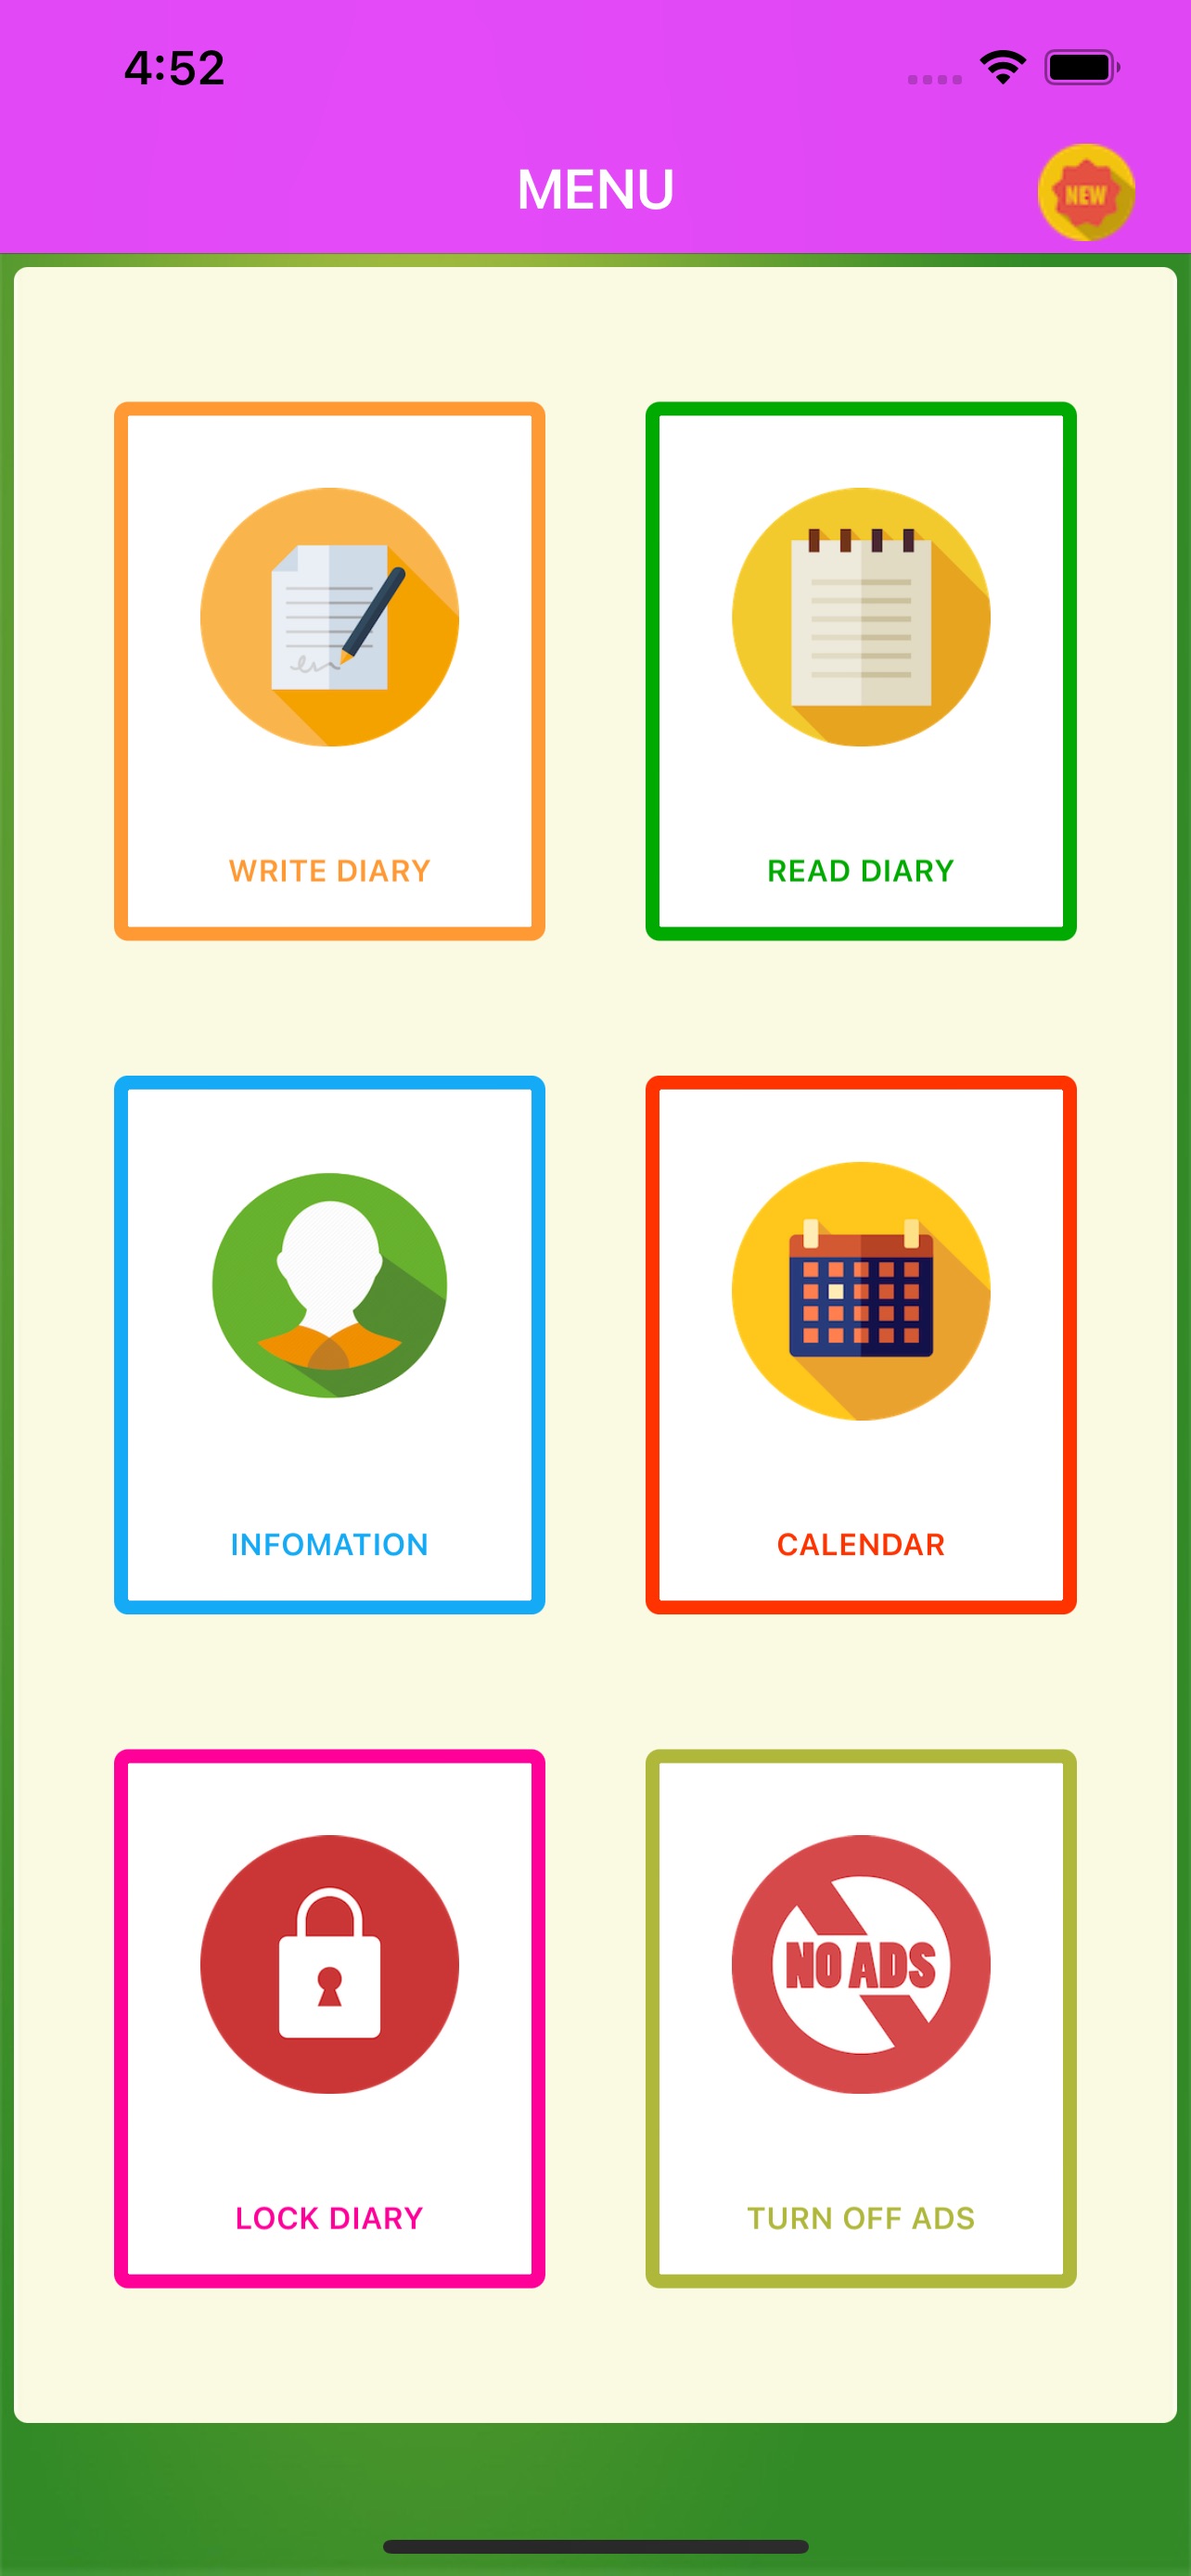 4:52
MENU
NEW
WRITE DIARY
READ DIARY
INFOMATION
CALENDAR
NO ADS
LOCK DIARY
TURN OFF ADS